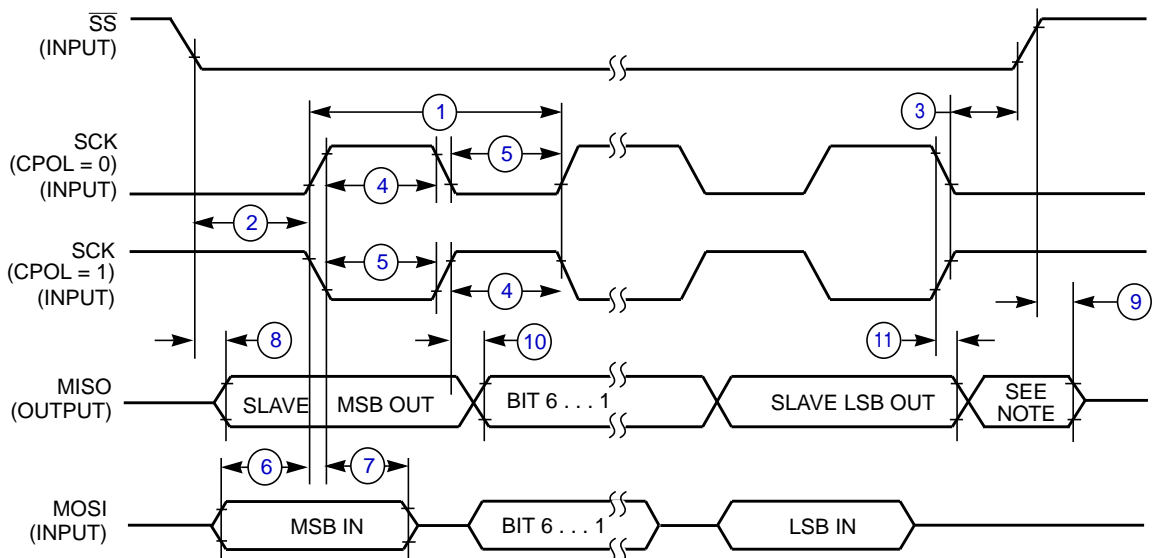 SS
(INPUT)
1
3
SCK
(CPOL = 0)
(INPUT)
5
4
2
SCK
(CPOL = 1)
(INPUT)
5
4
9
8
10
11
MISO
(OUTPUT)
SLAVE MSB OUT
BIT 6 . . . 1
SLAVE LSB OUT
SEE
NOTE
6
7
MOSI
(INPUT)
MSB IN
BIT 6 . . . 1
LSB IN